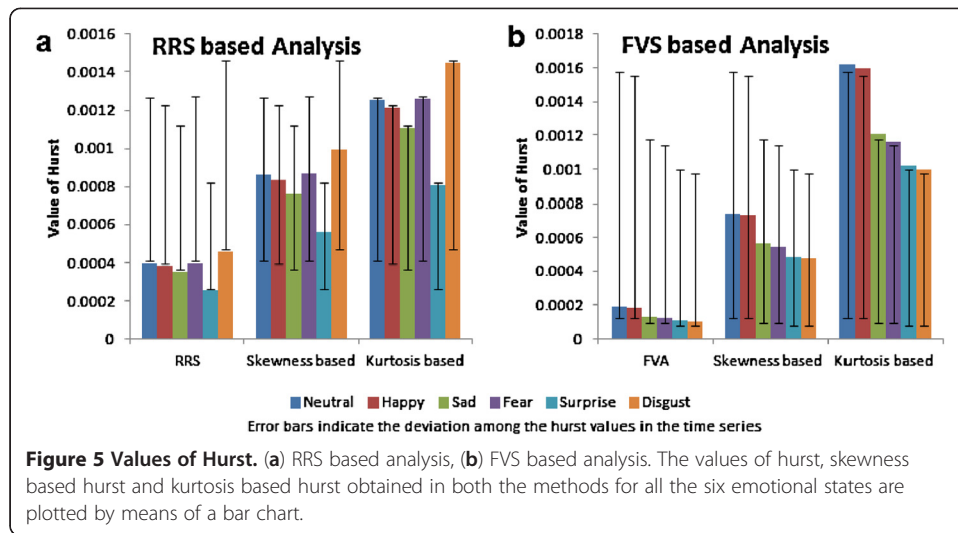 a
RRS based Analysis
Value of Hurst
0.0016
0.0014
0.0012
0.001
0.0008
0.0006
0.0004
0.0002
0
RRS Skewness based Kurtosis based
b
FVS based Analysis
Value of Hurst
0.0018
0.0016
0.0014
0.0012
0.001
0.0008
0.0006
0.0004
0.0002
0
FVA Skewness based Kurtosis based
Neutral Happy Sad Fear Surprise Disgust
Error bars indicate the deviation among the hurst values in the time series
Figure 5 Values of Hurst. (a) RRS based analysis, (b) FVS based analysis. The values of hurst, skewness
based hurst and kurtosis based hurst obtained in both the methods for all the six emotional states are
plotted by means of a bar chart.